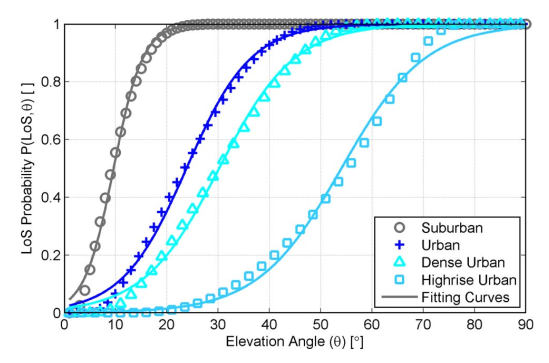 LoS Probability P(LoS,θ) [ ]
1
0.8
0.6
0.4
0.2
0
0 10 20 30 40 50 60 70 80 90
Elevation Angle (θ) [°]
Suburban
Urban
Dense Urban
Highrise Urban
Fitting Curves